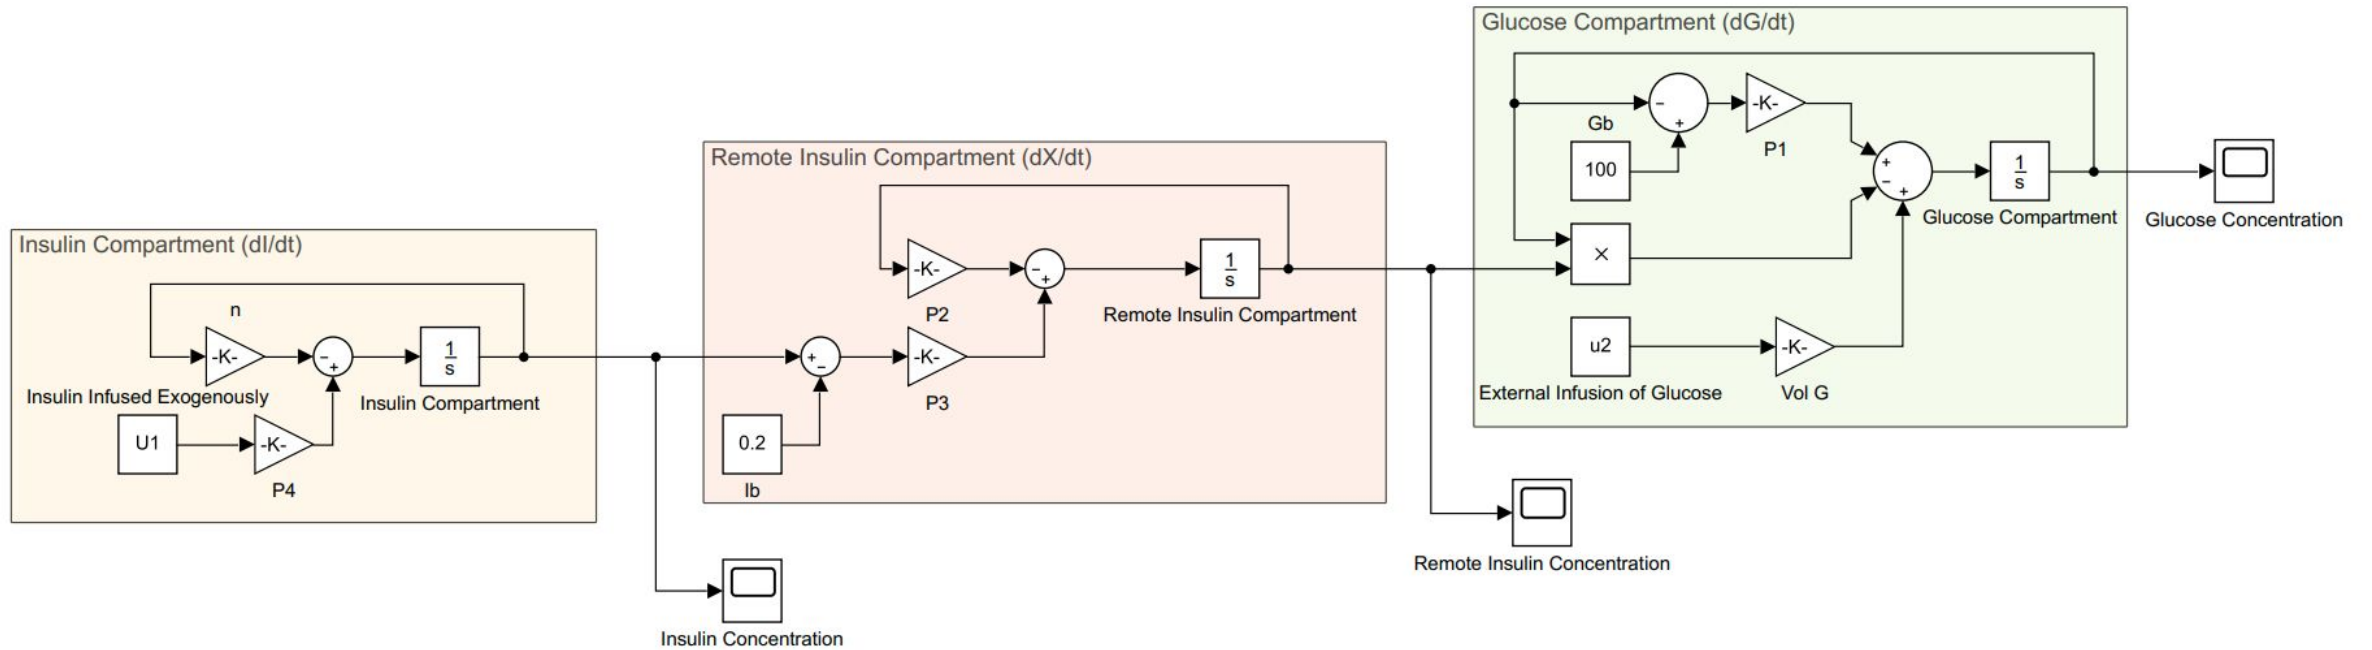 Insulin Compartment (dI/dt)
n
-K-
−
+
1
s
Insulin Infused Exogenously
Insulin Compartment
U1
-K-
P4
Insulin Concentration
Remote Insulin Compartment (dX/dt)
-K-
P2
−
+
1
s
Remote Insulin Compartment
+
−
-K-
P3
0.2
Ib
Remote Insulin Concentration
Glucose Compartment (dG/dt)
−
+
-K-
P1
Gb
100
+
−
+
1
s
Glucose Compartment
×
u2
External Infusion of Glucose
-K-
Vol G
Glucose Concentration